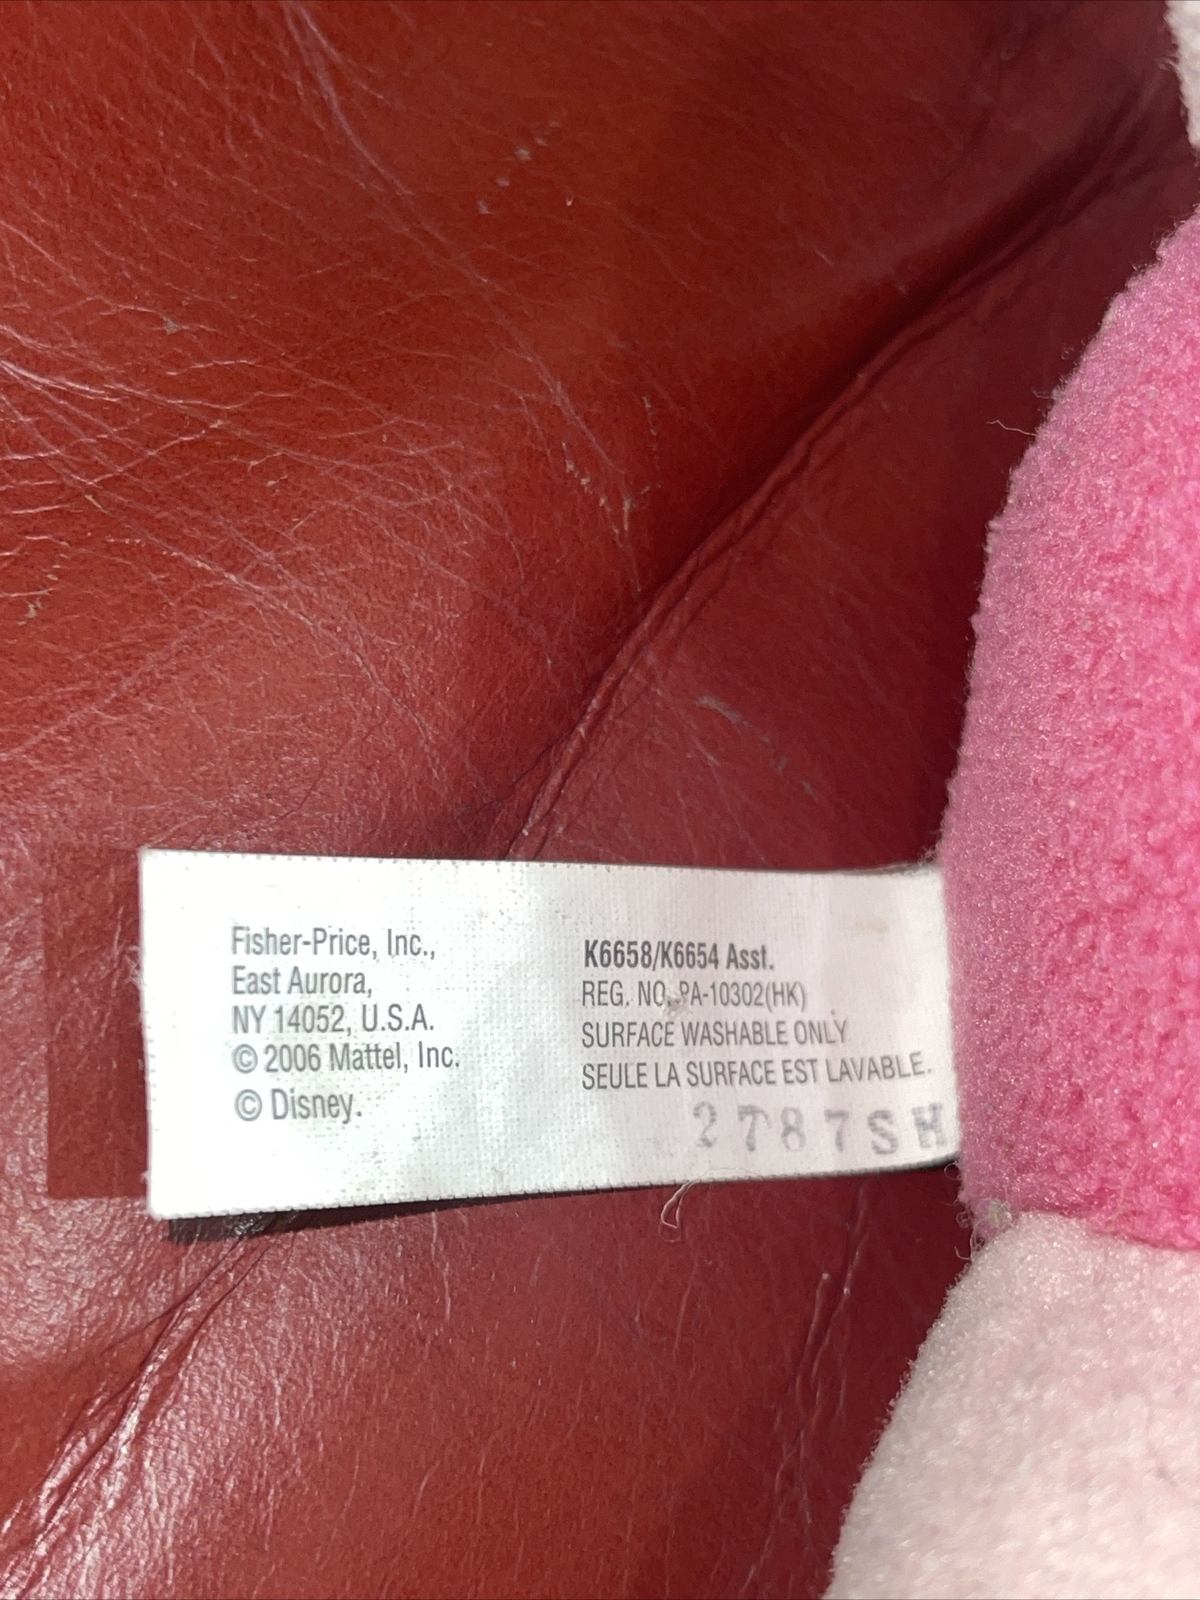 Fisher-Price, Inc.,
East Aurora,
NY 14052, U.S.A.
© 2006 Mattel, Inc.
© Disney.
K6658/K6654 Asst.
REG. NO. PA-10302(HK)
SURFACE WASHABLE ONLY
SEULE LA SURFACE EST LAVABLE.
2787SH